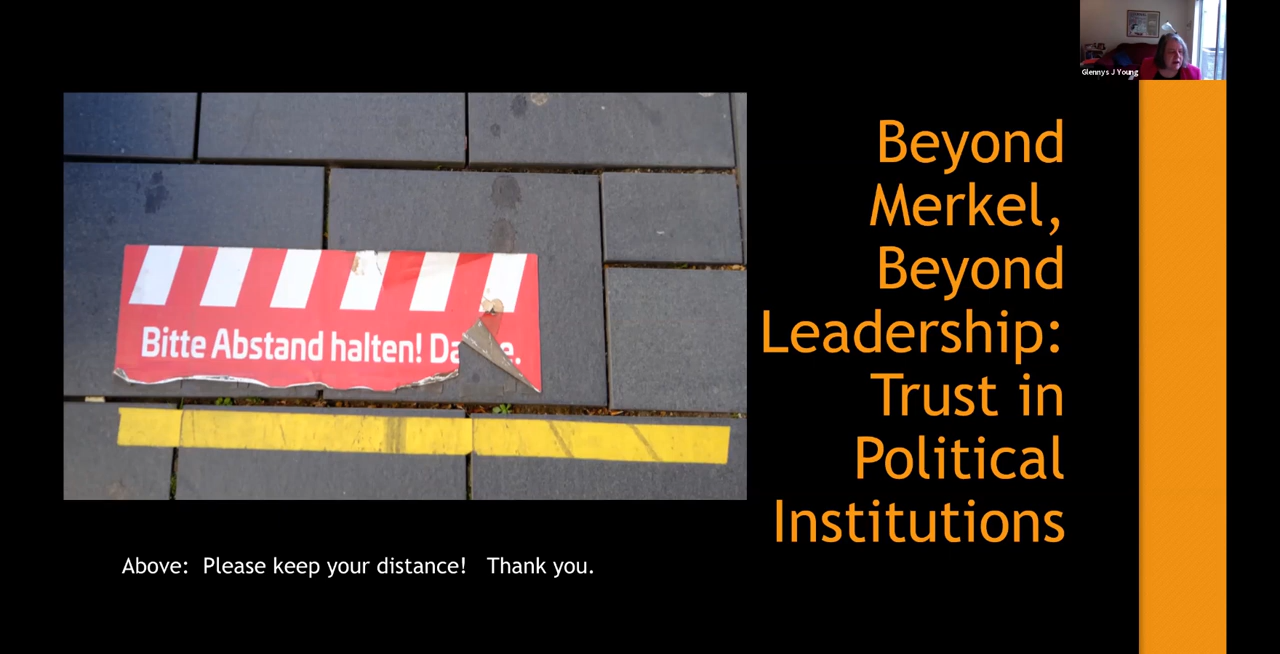 Glennys J Young
Beyond
Merkel,
Beyond
Leadership:
Trust in
Political
Institutions
Bitte Abstand halten!
Above: Please keep your distance! Thank you.